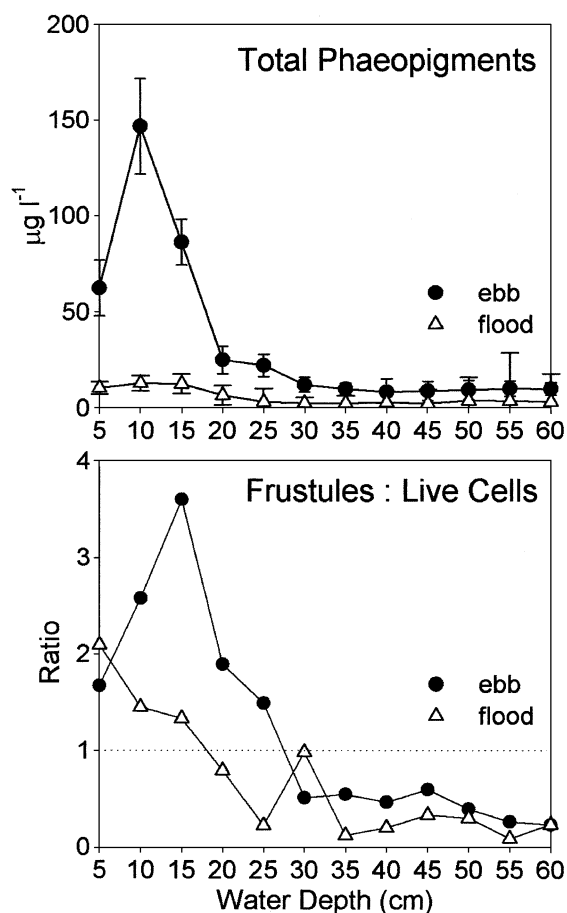 200
Total Phaeopigments
150
100
µg l⁻¹
50
0
ebb
flood
5 10 15 20 25 30 35 40 45 50 55 60
4
Frustules : Live Cells
3
2
Ratio
1
0
ebb
flood
5 10 15 20 25 30 35 40 45 50 55 60
Water Depth (cm)